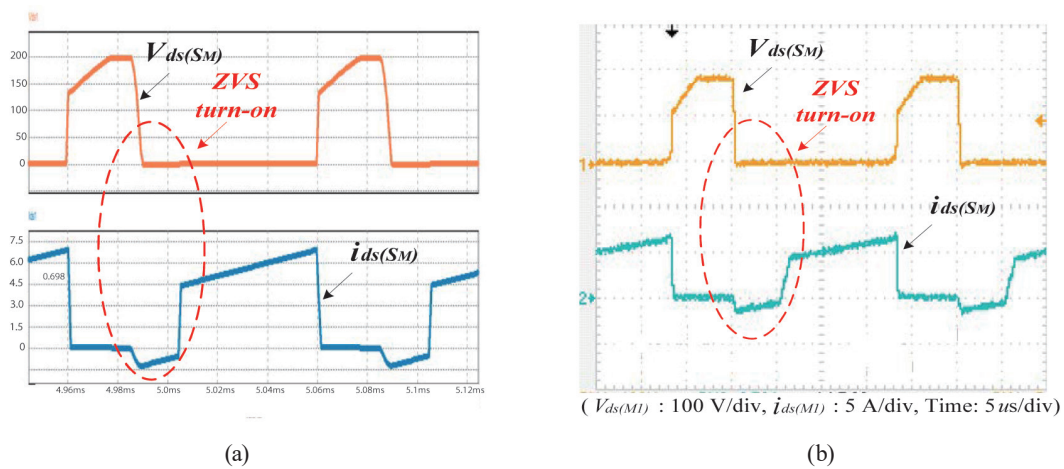 Vds(SM)
ZVS
turn-on
200
150
100
50
0
ids(SM)
7.5
6.0
4.5
3.0
1.5
0
0.698
4.96ms 4.98ms 5.0ms 5.02ms 5.04ms 5.06ms 5.08ms 5.10ms 5.12ms
(a)
Vds(SM)
ZVS
turn-on
1
ids(SM)
2
( Vds(M1) : 100 V/div, ids(M1) : 5 A/div, Time: 5us/div)
(b)